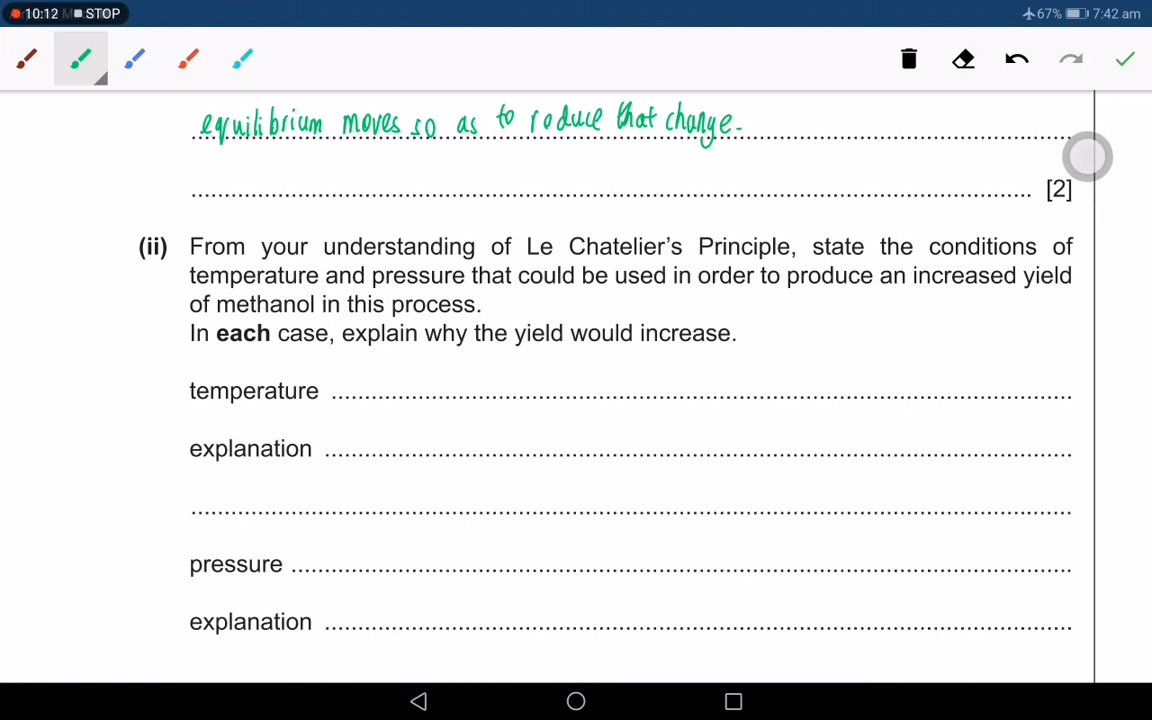 10:12 STOP
67% 7:42 am
equilibrium moves so as to reduce that change.
[2]
(ii) From your understanding of Le Chatelier's Principle, state the conditions of
temperature and pressure that could be used in order to produce an increased yield
of methanol in this process.
In each case, explain why the yield would increase.
temperature
explanation
pressure
explanation